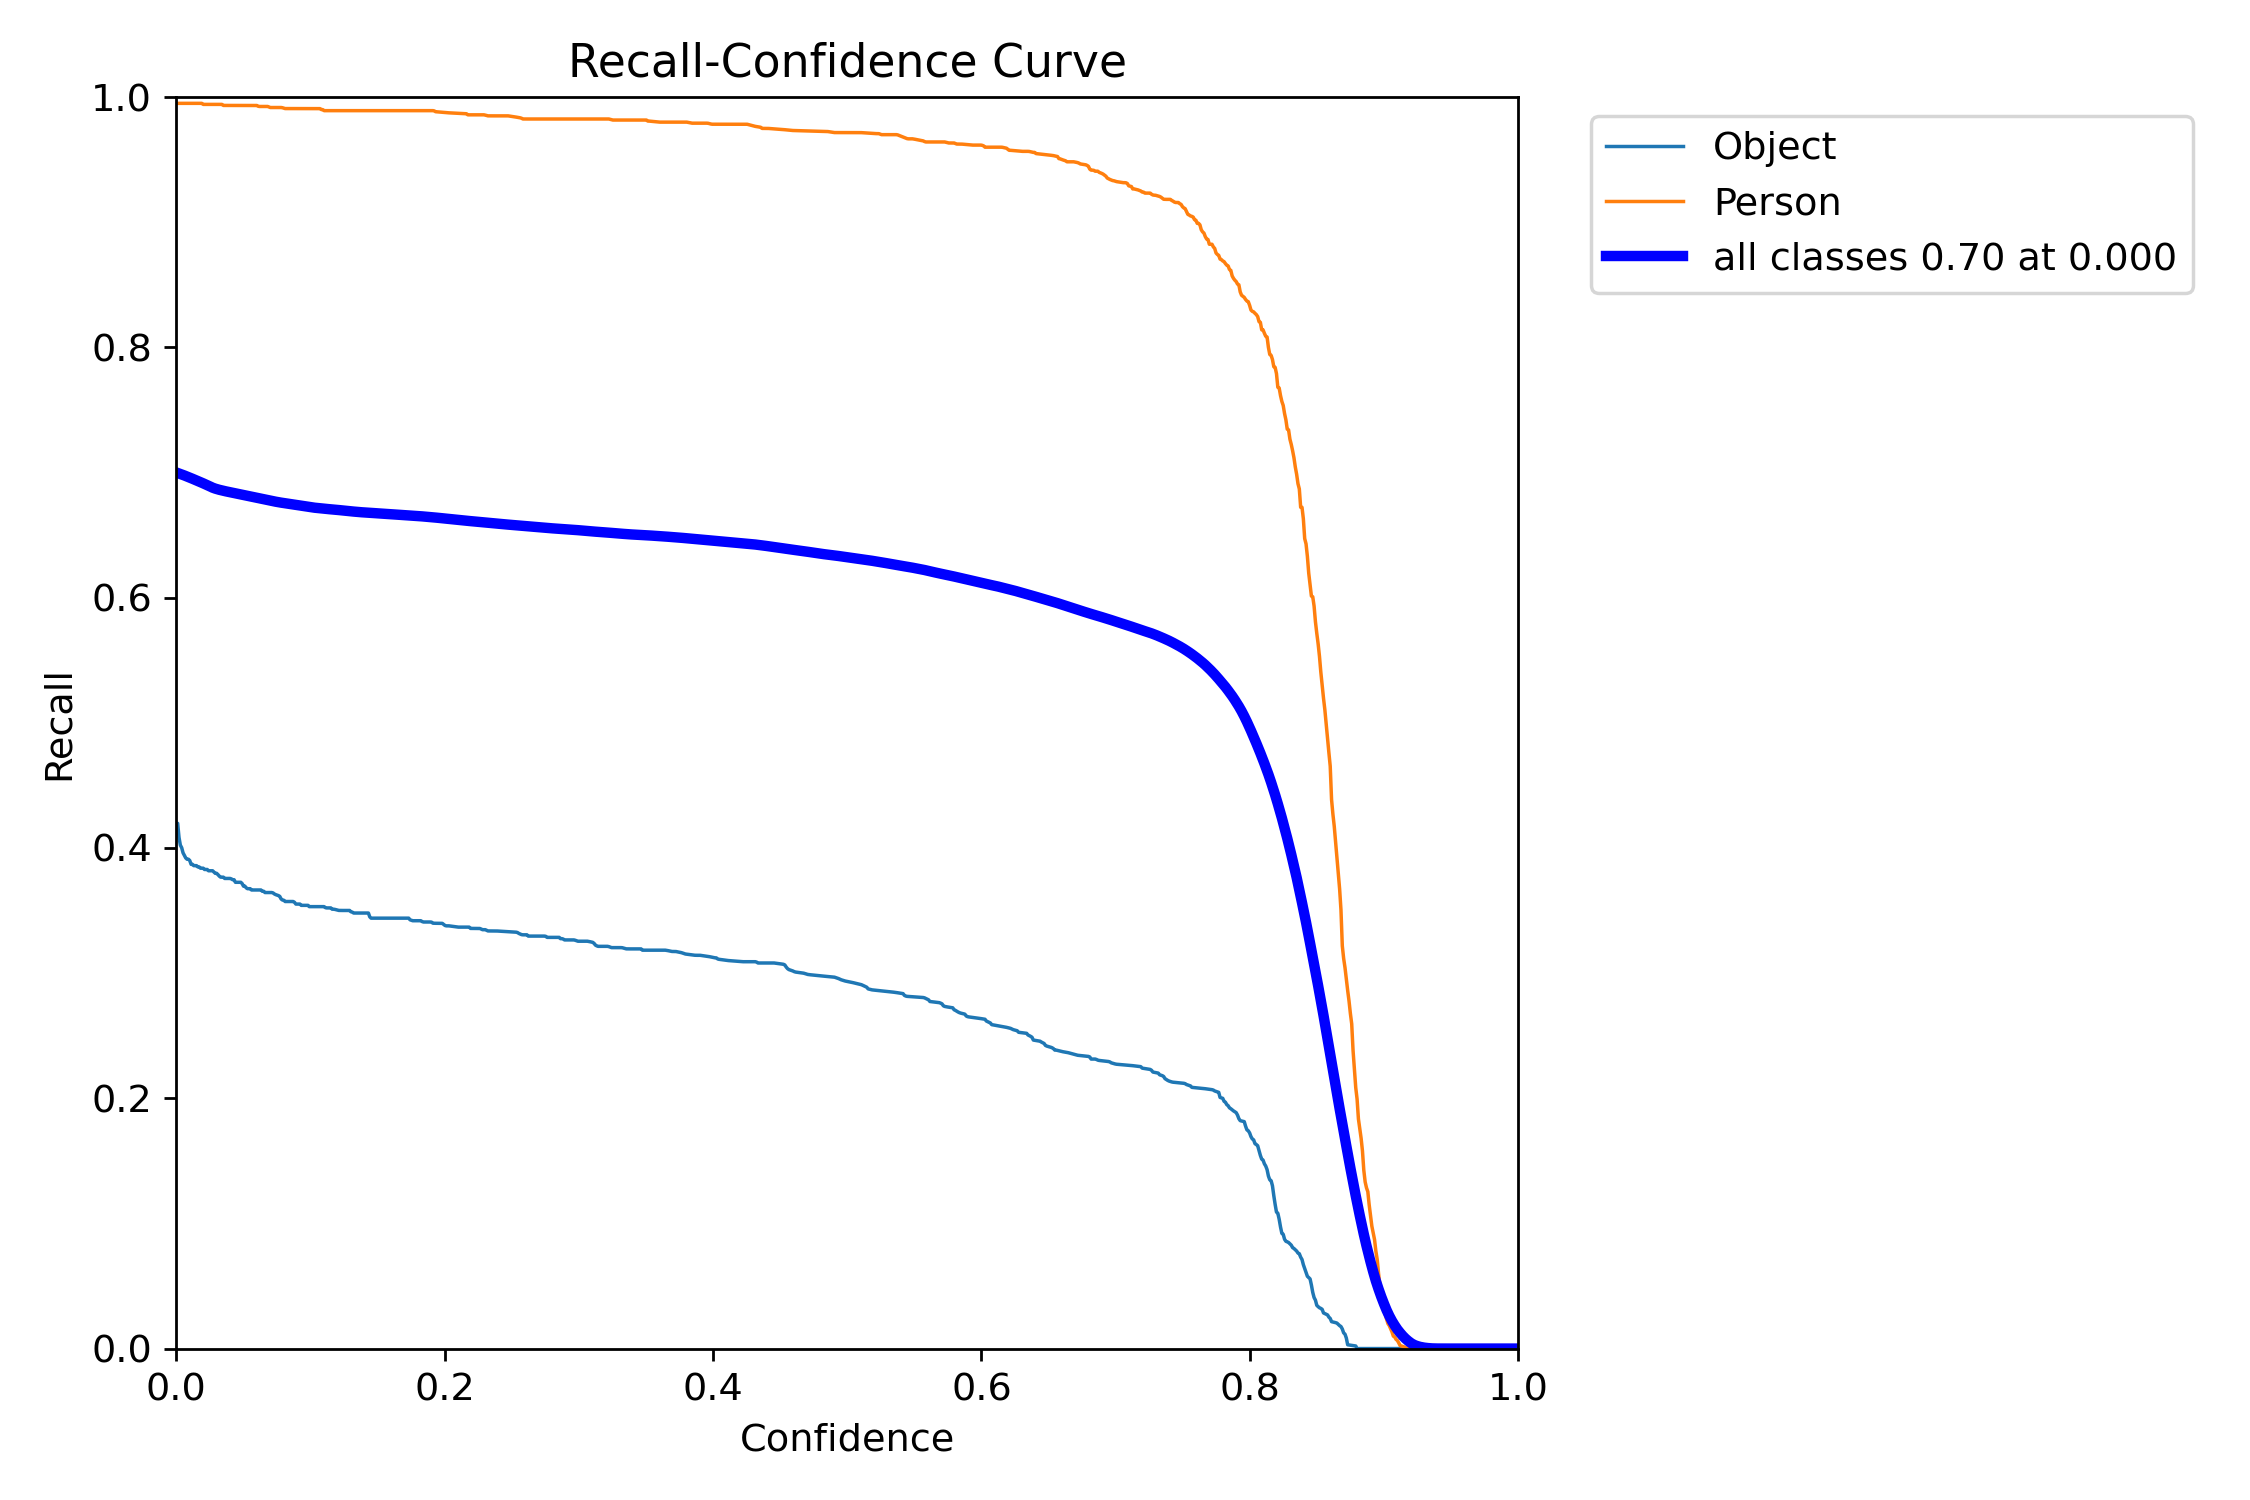 Recall-Confidence Curve
Object
Person
all classes 0.70 at 0.000
1.0
0.8
0.6
0.4
0.2
0.0
Recall
0.0 0.2 0.4 0.6 0.8 1.0
Confidence